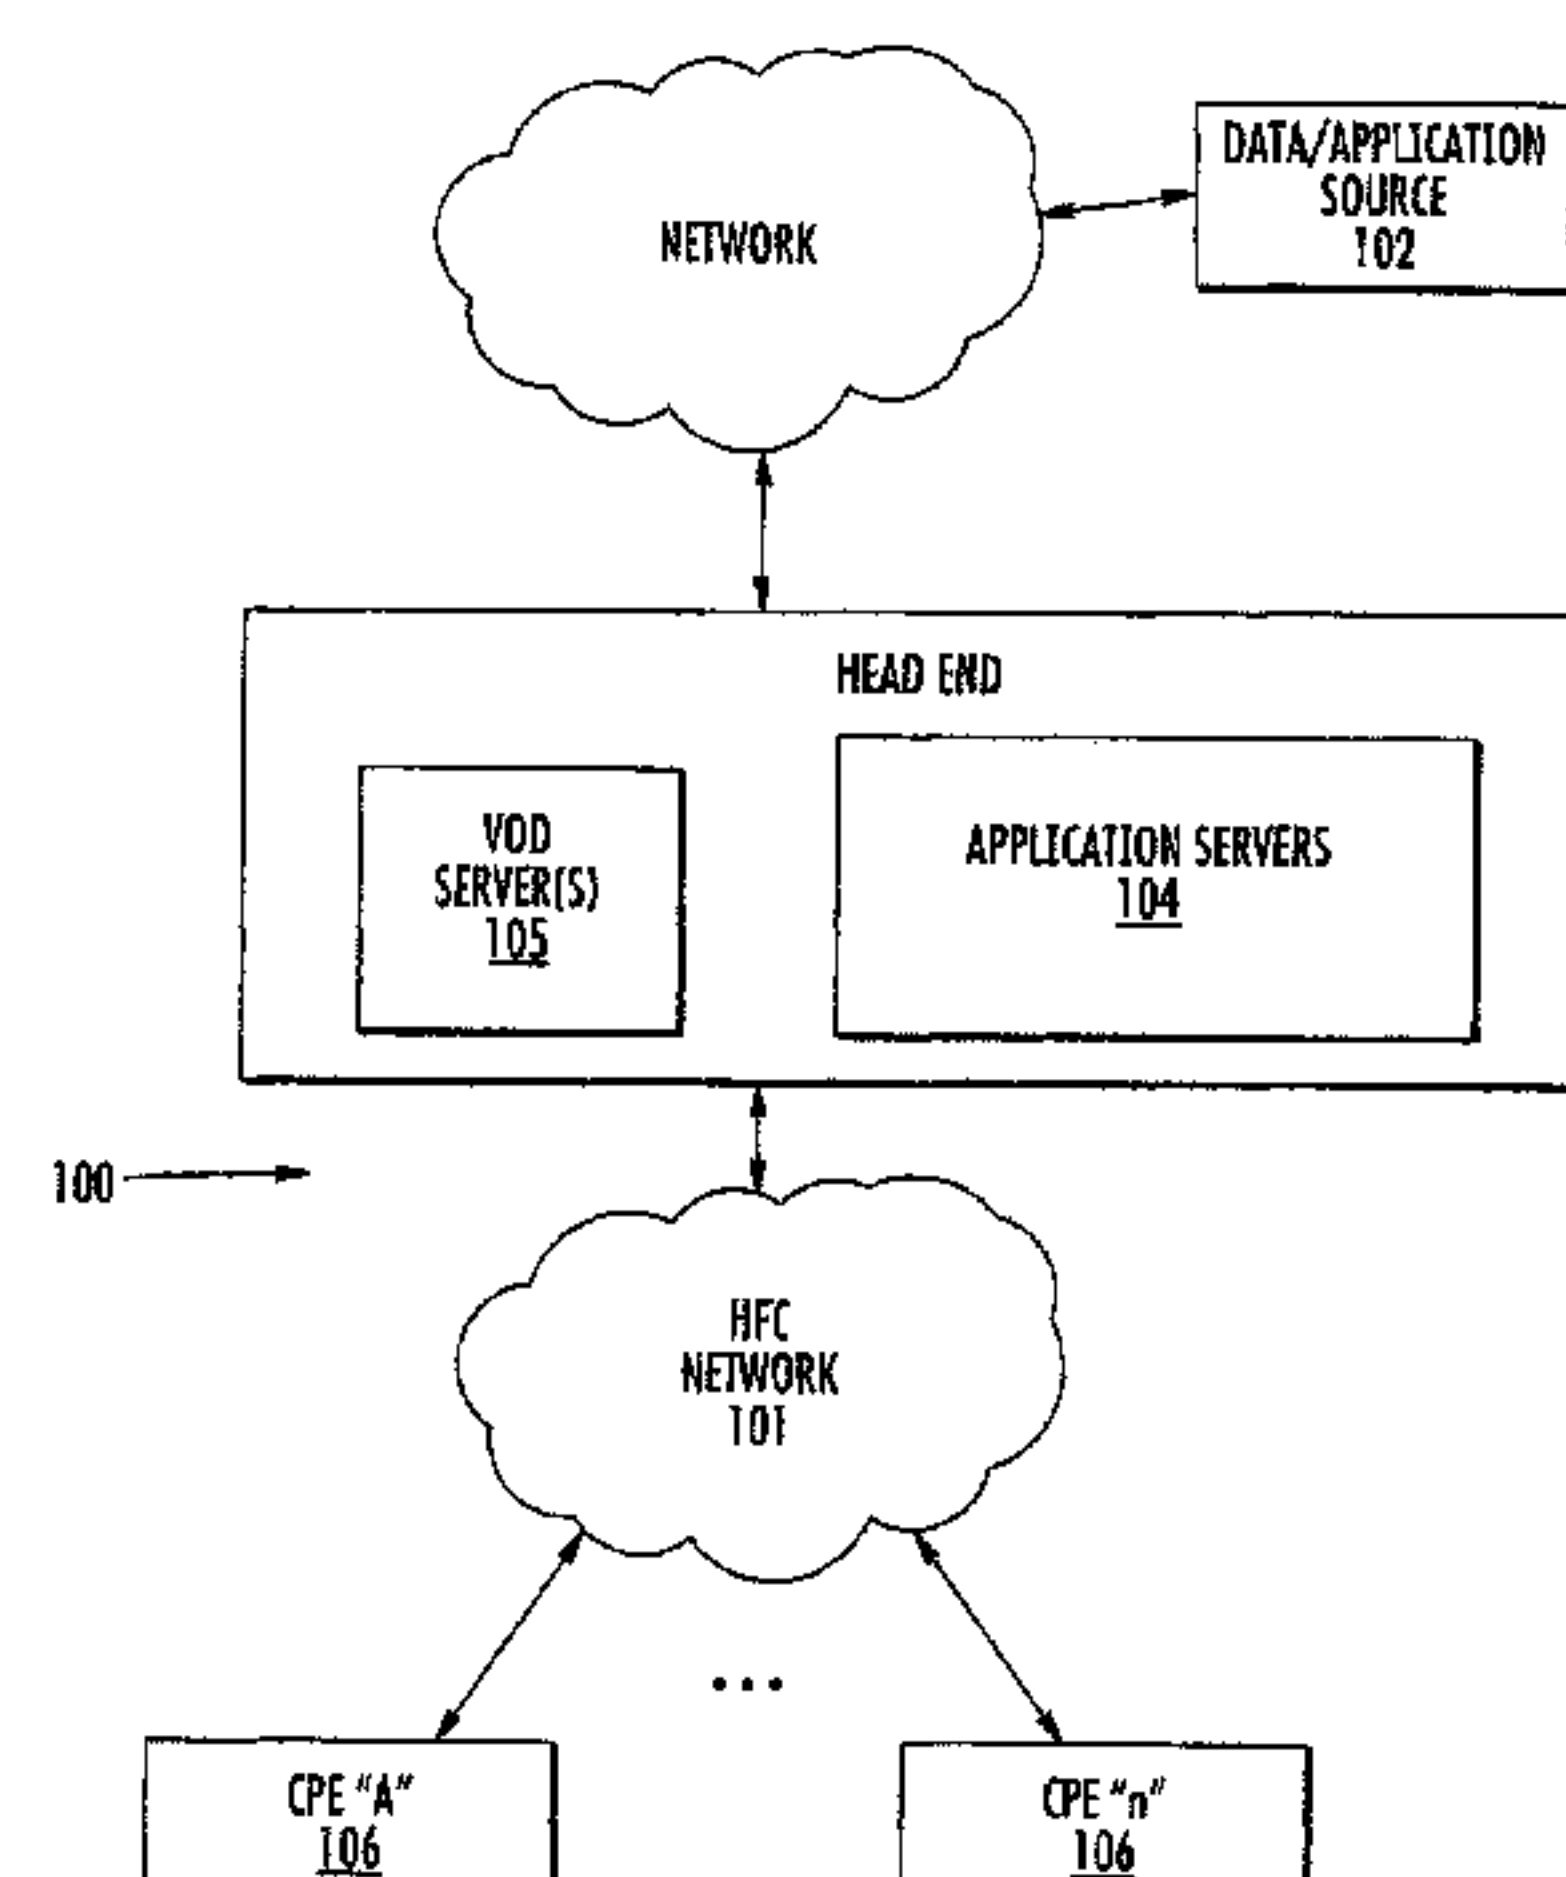 NETWORK
DATA/APPLICATION
SOURCE
102
HEAD END
VOD
SERVER(S)
105
APPLICATION SERVERS
104
100
HFC
NETWORK
101
...
CPE "A"
106
CPE "n"
106